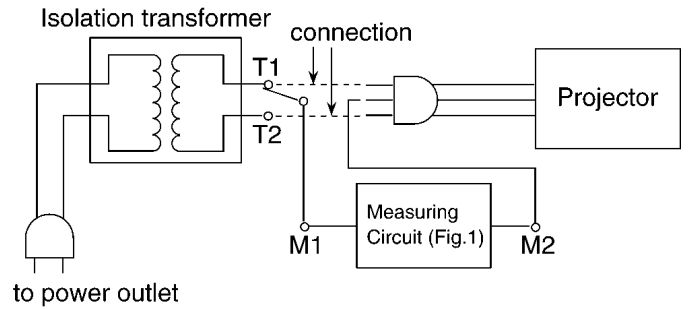 Isolation transformer
connection
T1
T2
Projector
M1
Measuring
Circuit (Fig.1)
M2
to power outlet